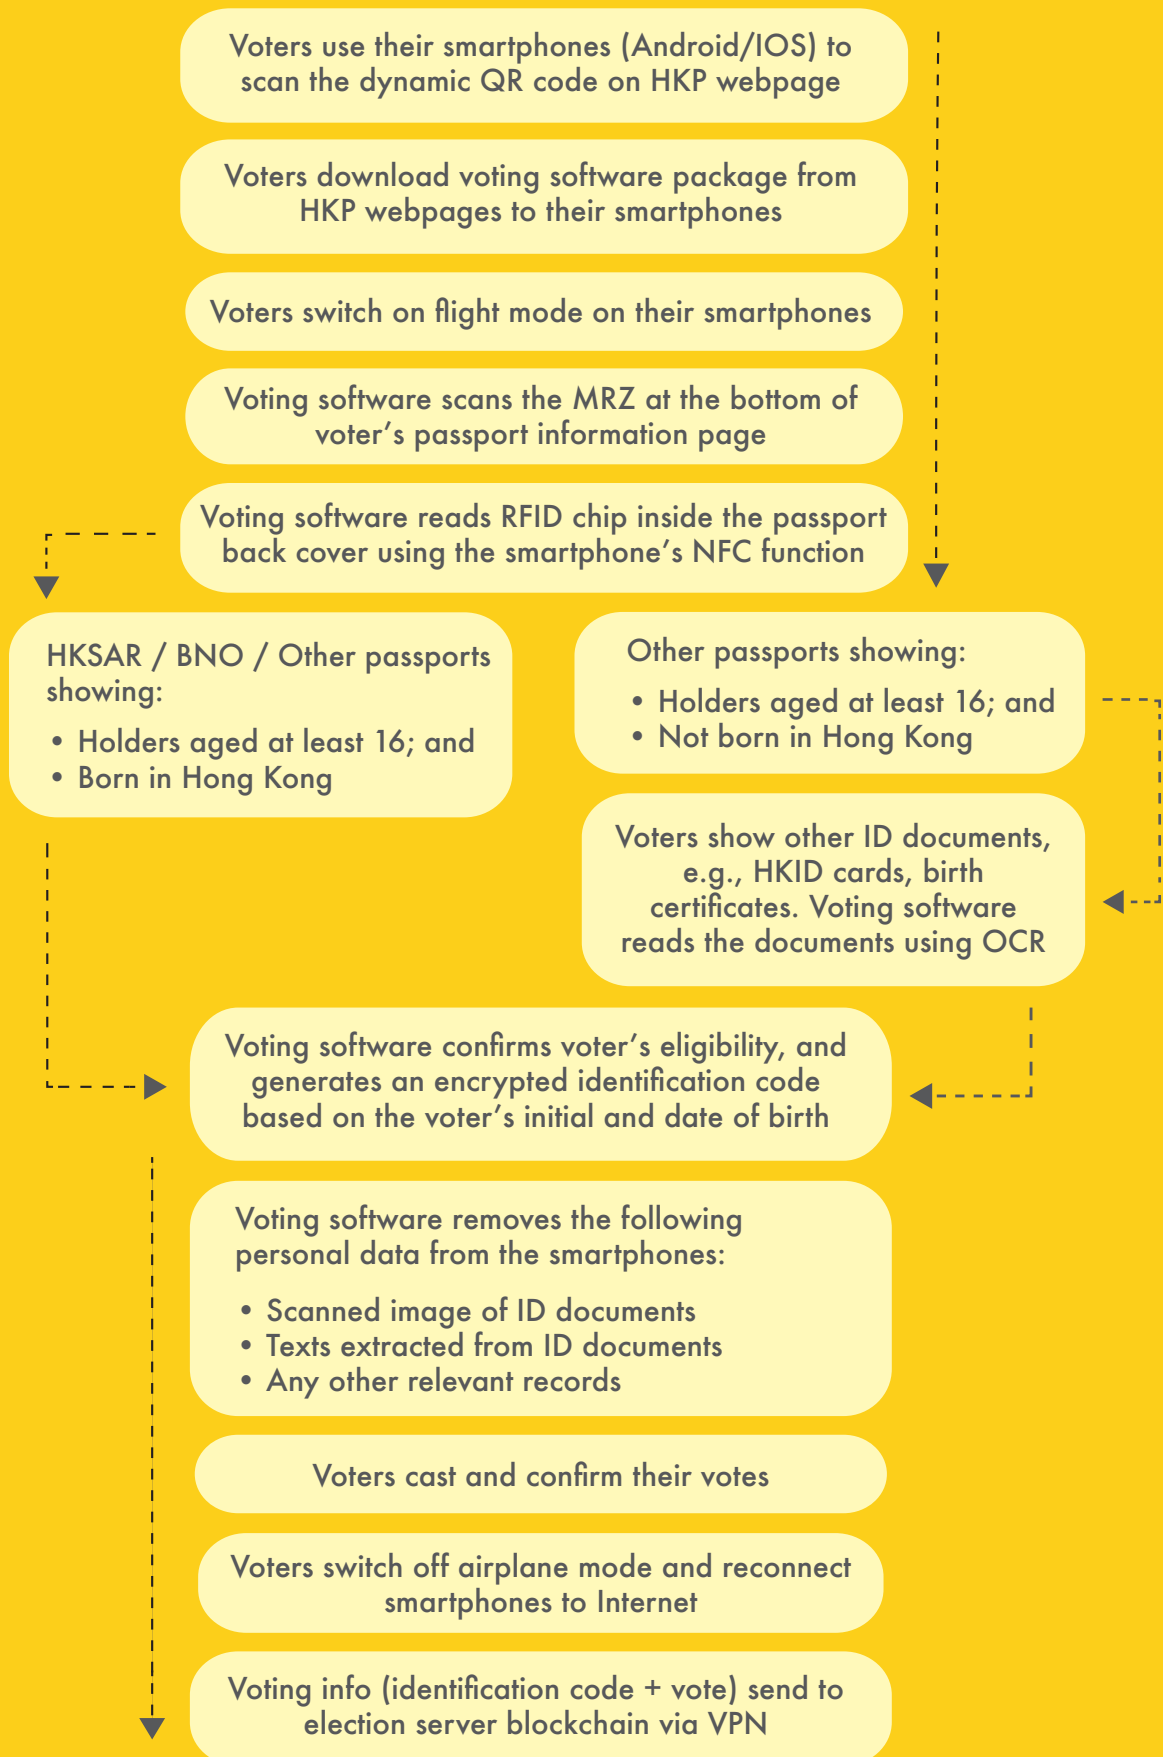 Voters use their smartphones (Android/IOS) to
scan the dynamic QR code on HKP webpage
Voters download voting software package from
HKP webpages to their smartphones
Voters switch on flight mode on their smartphones
Voting software scans the MRZ at the bottom of
voter's passport information page
Voting software reads RFID chip inside the passport
back cover using the smartphone's NFC function
HKSAR / BNO / Other passports
showing:
• Holders aged at least 16; and
• Born in Hong Kong
Other passports showing:
• Holders aged at least 16; and
• Not born in Hong Kong
Voters show other ID documents,
e.g., HKID cards, birth
certificates. Voting software
reads the documents using OCR
Voting software confirms voter's eligibility, and
generates an encrypted identification code
based on the voter's initial and date of birth
Voting software removes the following
personal data from the smartphones:
• Scanned image of ID documents
• Texts extracted from ID documents
• Any other relevant records
Voters cast and confirm their votes
Voters switch off airplane mode and reconnect
smartphones to Internet
Voting info (identification code + vote) send to
election server blockchain via VPN